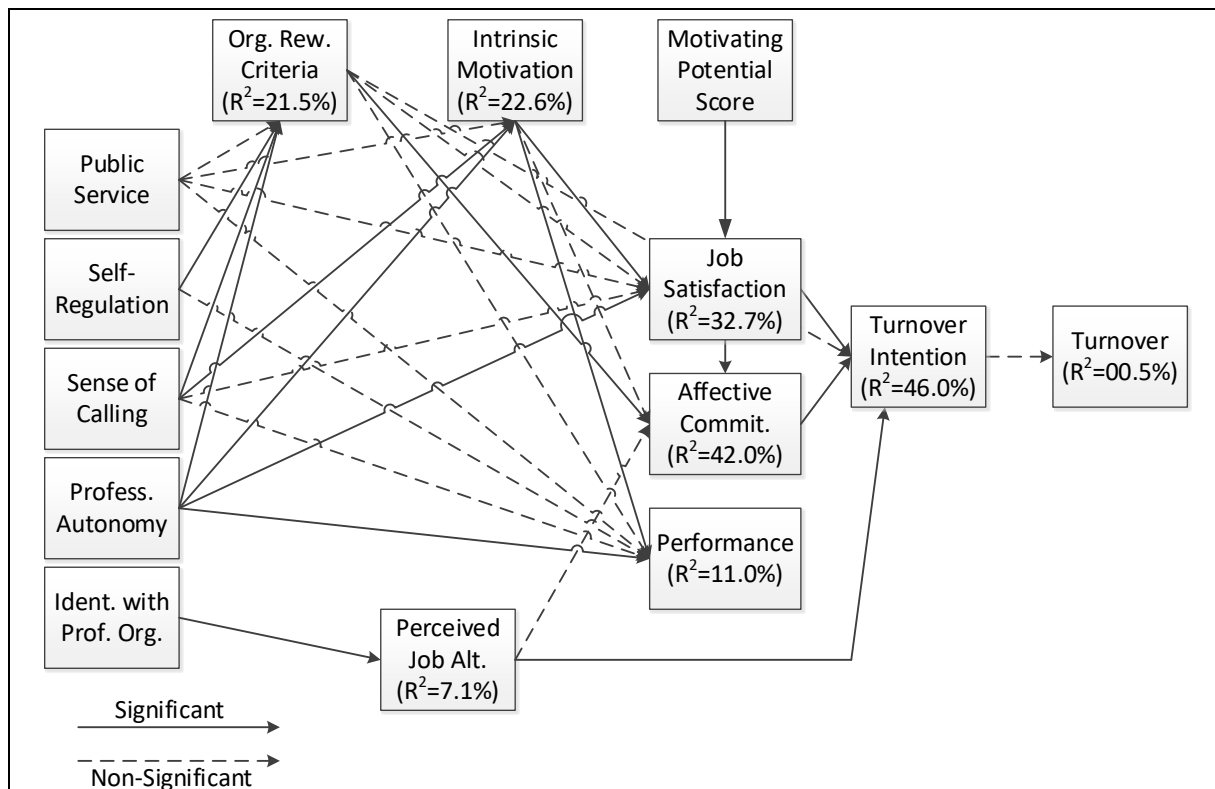 Org. Rew.
Criteria
(R²=21.5%)
Intrinsic
Motivation
(R²=22.6%)
Motivating
Potential
Score
Public
Service
Self-
Regulation
Sense of
Calling
Profess.
Autonomy
Ident. with
Prof. Org.
Job
Satisfaction
(R²=32.7%)
Affective
Commit.
(R²=42.0%)
Performance
(R²=11.0%)
Perceived
Job Alt.
(R²=7.1%)
Turnover
Intention
(R²=46.0%)
Turnover
(R²=00.5%)
Significant
Non-Significant